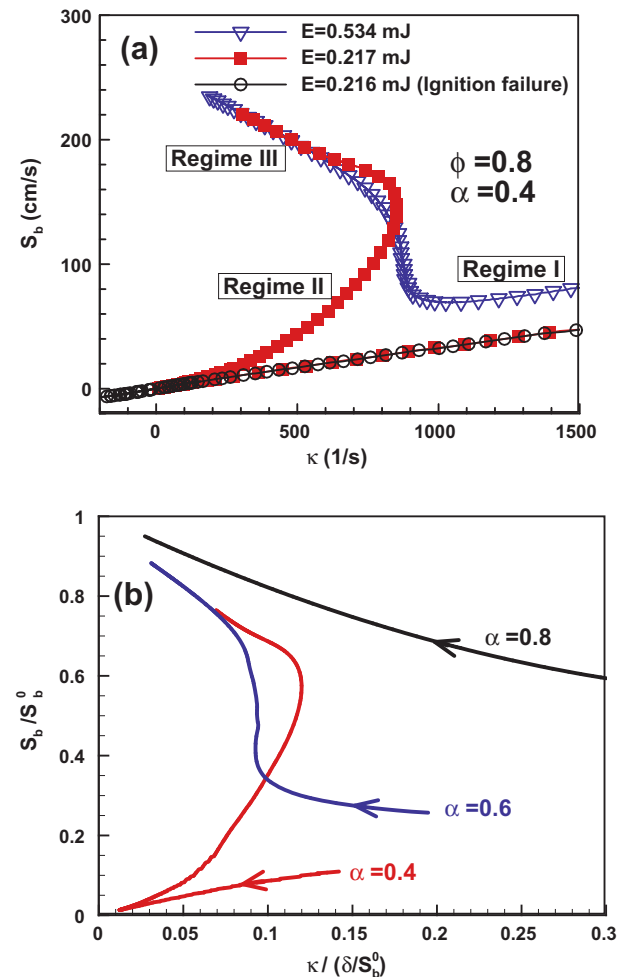 (a)
E=0.534 mJ
E=0.217 mJ
E=0.216 mJ (Ignition failure)
ϕ =0.8
α =0.4
Regime III
Regime II
Regime I
S_b (cm/s)
300
200
100
0
0 500 1000 1500
κ (1/s)
(b)
α =0.8
α =0.6
α =0.4
S_b / S_b^0
1
0.8
0.6
0.4
0.2
0
0 0.05 0.1 0.15 0.2 0.25 0.3
κ / (δ/S_b^0)